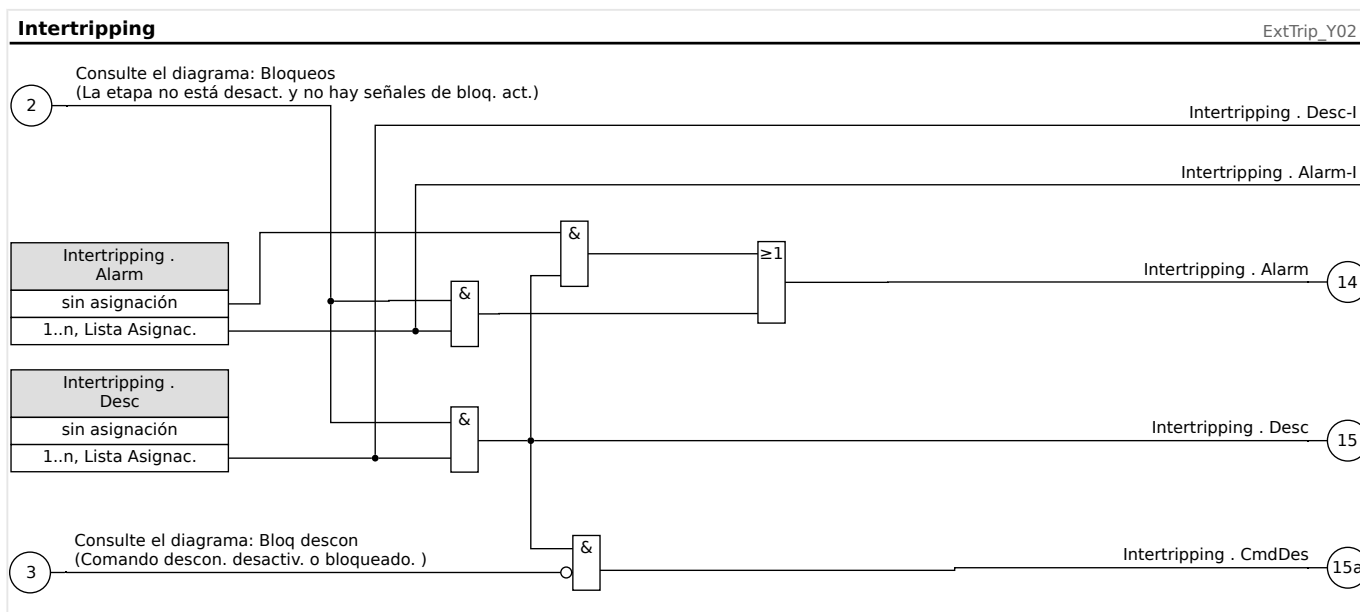 Intertripping
ExtTrip_Y02
Consulte el diagrama: Bloqueos
(La etapa no está desact. y no hay señales de bloq. act.)
2
Intertripping . Desc-I
Intertripping . Alarm-I
&
≥1
Intertripping .
Alarm
sin asignación
1..n, Lista Asignac.
&
Intertripping . Alarm
14
Intertripping .
Desc
sin asignación
1..n, Lista Asignac.
&
Intertripping . Desc
15
Consulte el diagrama: Bloq descon
(Comando descon. desactiv. o bloqueado. )
3
&
Intertripping . CmdDes
15a